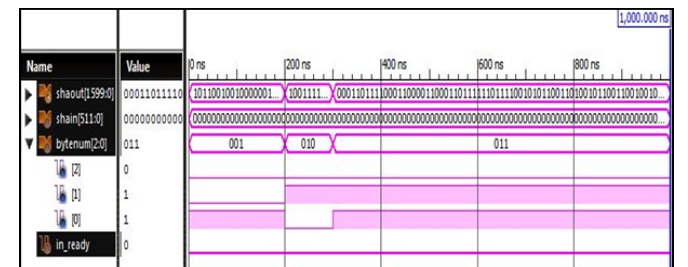 1,000.000 ns
Name Value 0 ns 200 ns 400 ns 600 ns 800 ns
shaout[1599:0] 00011011110 1011001001000001... 1001111...
shain[511:0] 00000000000
bytenum[2:0] 011 001 010 011
[2] 0
[1] 1
[0] 1
in_ready 0